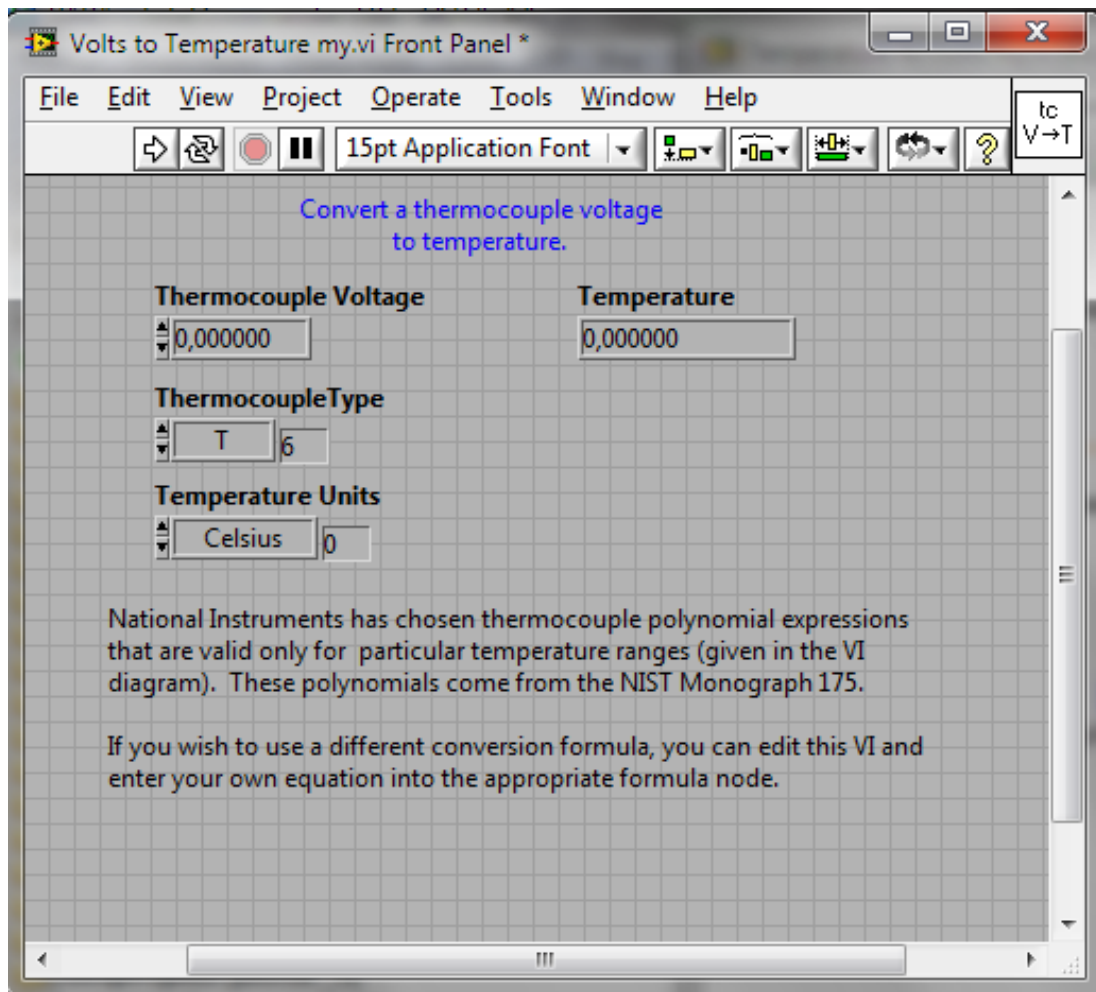 Volts to Temperature my.vi Front Panel *
File Edit View Project Operate Tools Window Help
15pt Application Font
tc
V→T
Convert a thermocouple voltage
to temperature.
Thermocouple Voltage Temperature
0,000000 0,000000
ThermocoupleType
T 6
Temperature Units
Celsius 0
National Instruments has chosen thermocouple polynomial expressions
that are valid only for particular temperature ranges (given in the VI
diagram). These polynomials come from the NIST Monograph 175.
If you wish to use a different conversion formula, you can edit this VI and
enter your own equation into the appropriate formula node.